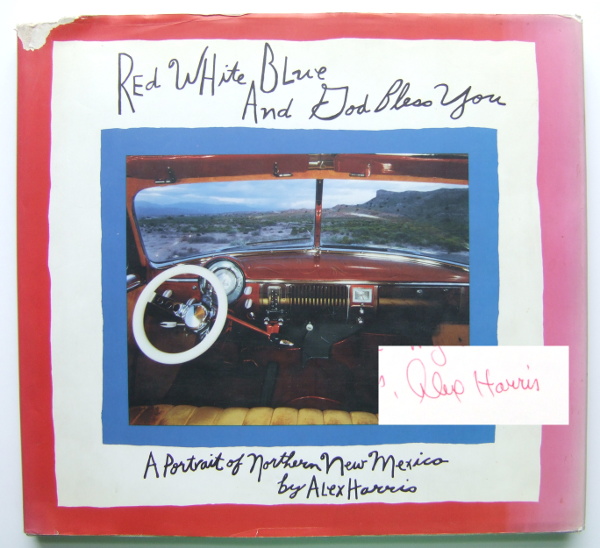 Red White Blue
And God Bless You
Alex Harris
A Portrait of Northern New Mexico
by Alex Harris